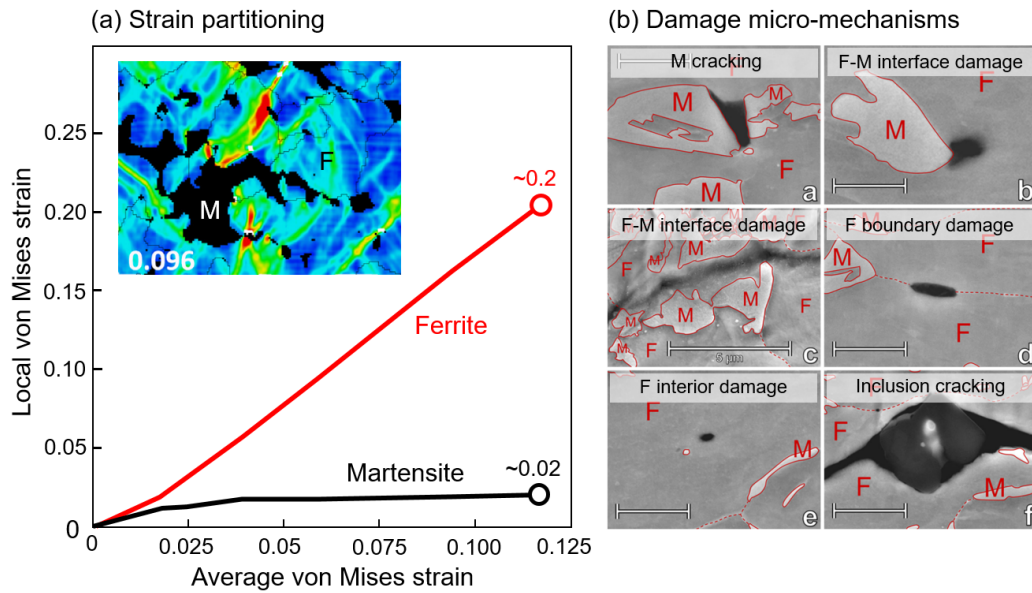 (a) Strain partitioning
Local von Mises strain
0.25
0.20
0.15
0.10
0.05
0
F
M
0.096
~0.2
Ferrite
Martensite
~0.02
0
0.025
0.050
0.075
0.100
0.125
Average von Mises strain
(b) Damage micro-mechanisms
M cracking
F
M
M
F
M
a
F-M interface damage
F
M
b
F-M interface damage
M
F
M
M
M
M
F
M
M
F
F
5 µm
c
F boundary damage
F
M
F
d
F interior damage
F
M
e
Inclusion cracking
F
F
M
f